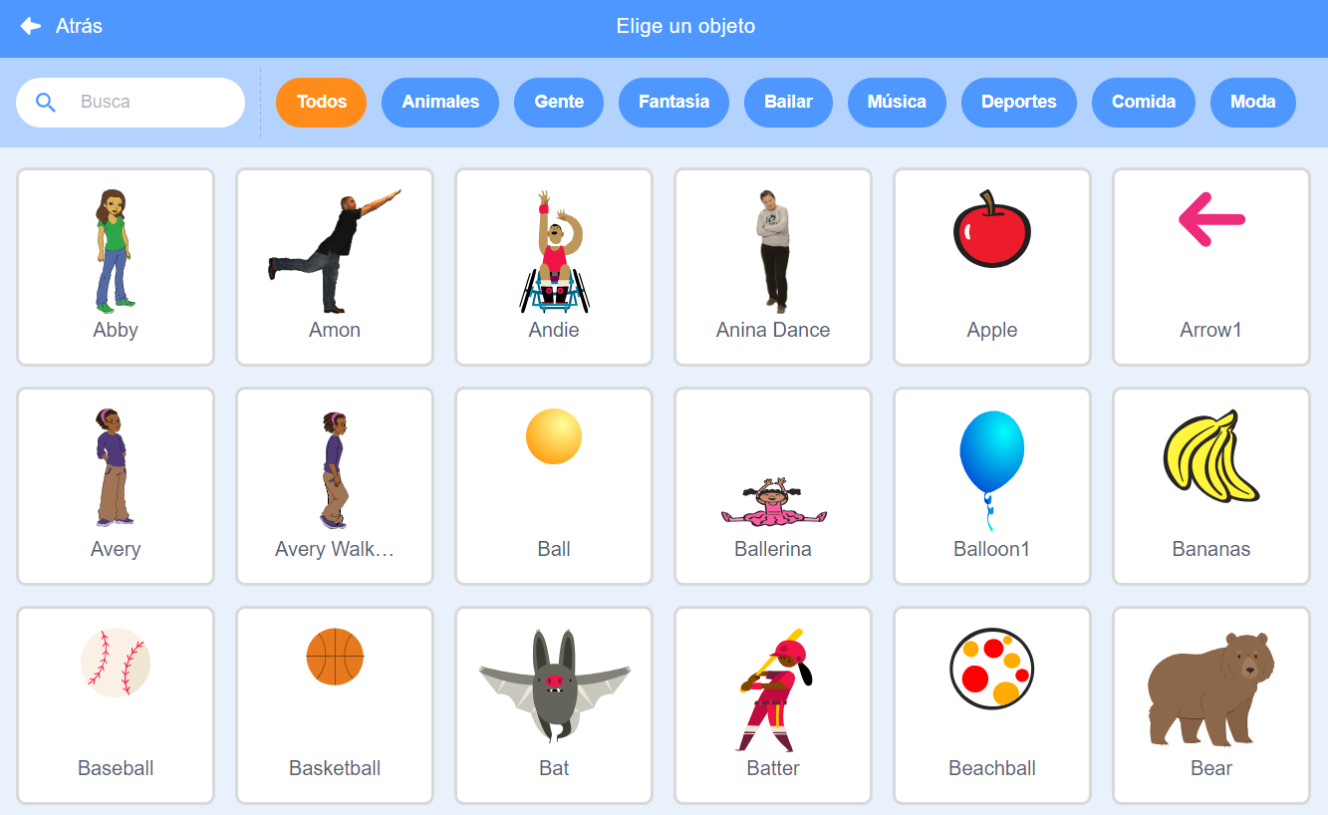 Atrás
Elige un objeto
Busca
Todos
Animales
Gente
Fantasía
Bailar
Música
Deportes
Comida
Moda
Abby
Amon
Andie
Anina Dance
Apple
Arrow1
Avery
Avery Walk…
Ball
Ballerina
Balloon1
Bananas
Baseball
Basketball
Bat
Batter
Beachball
Bear